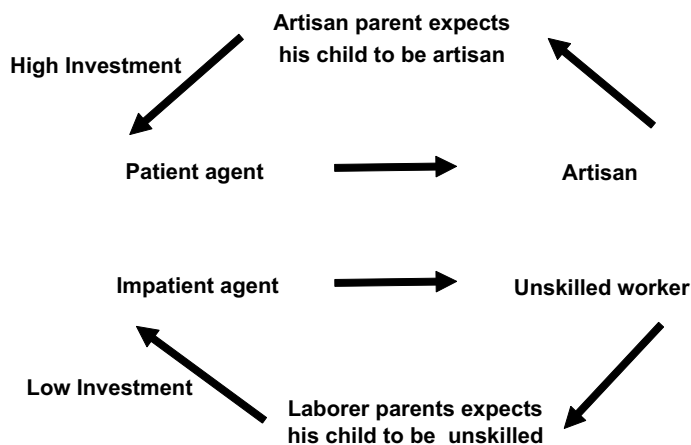 Artisan parent expects
his child to be artisan
High Investment
Patient agent
Artisan
Impatient agent
Unskilled worker
Low Investment
Laborer parents expects
his child to be unskilled